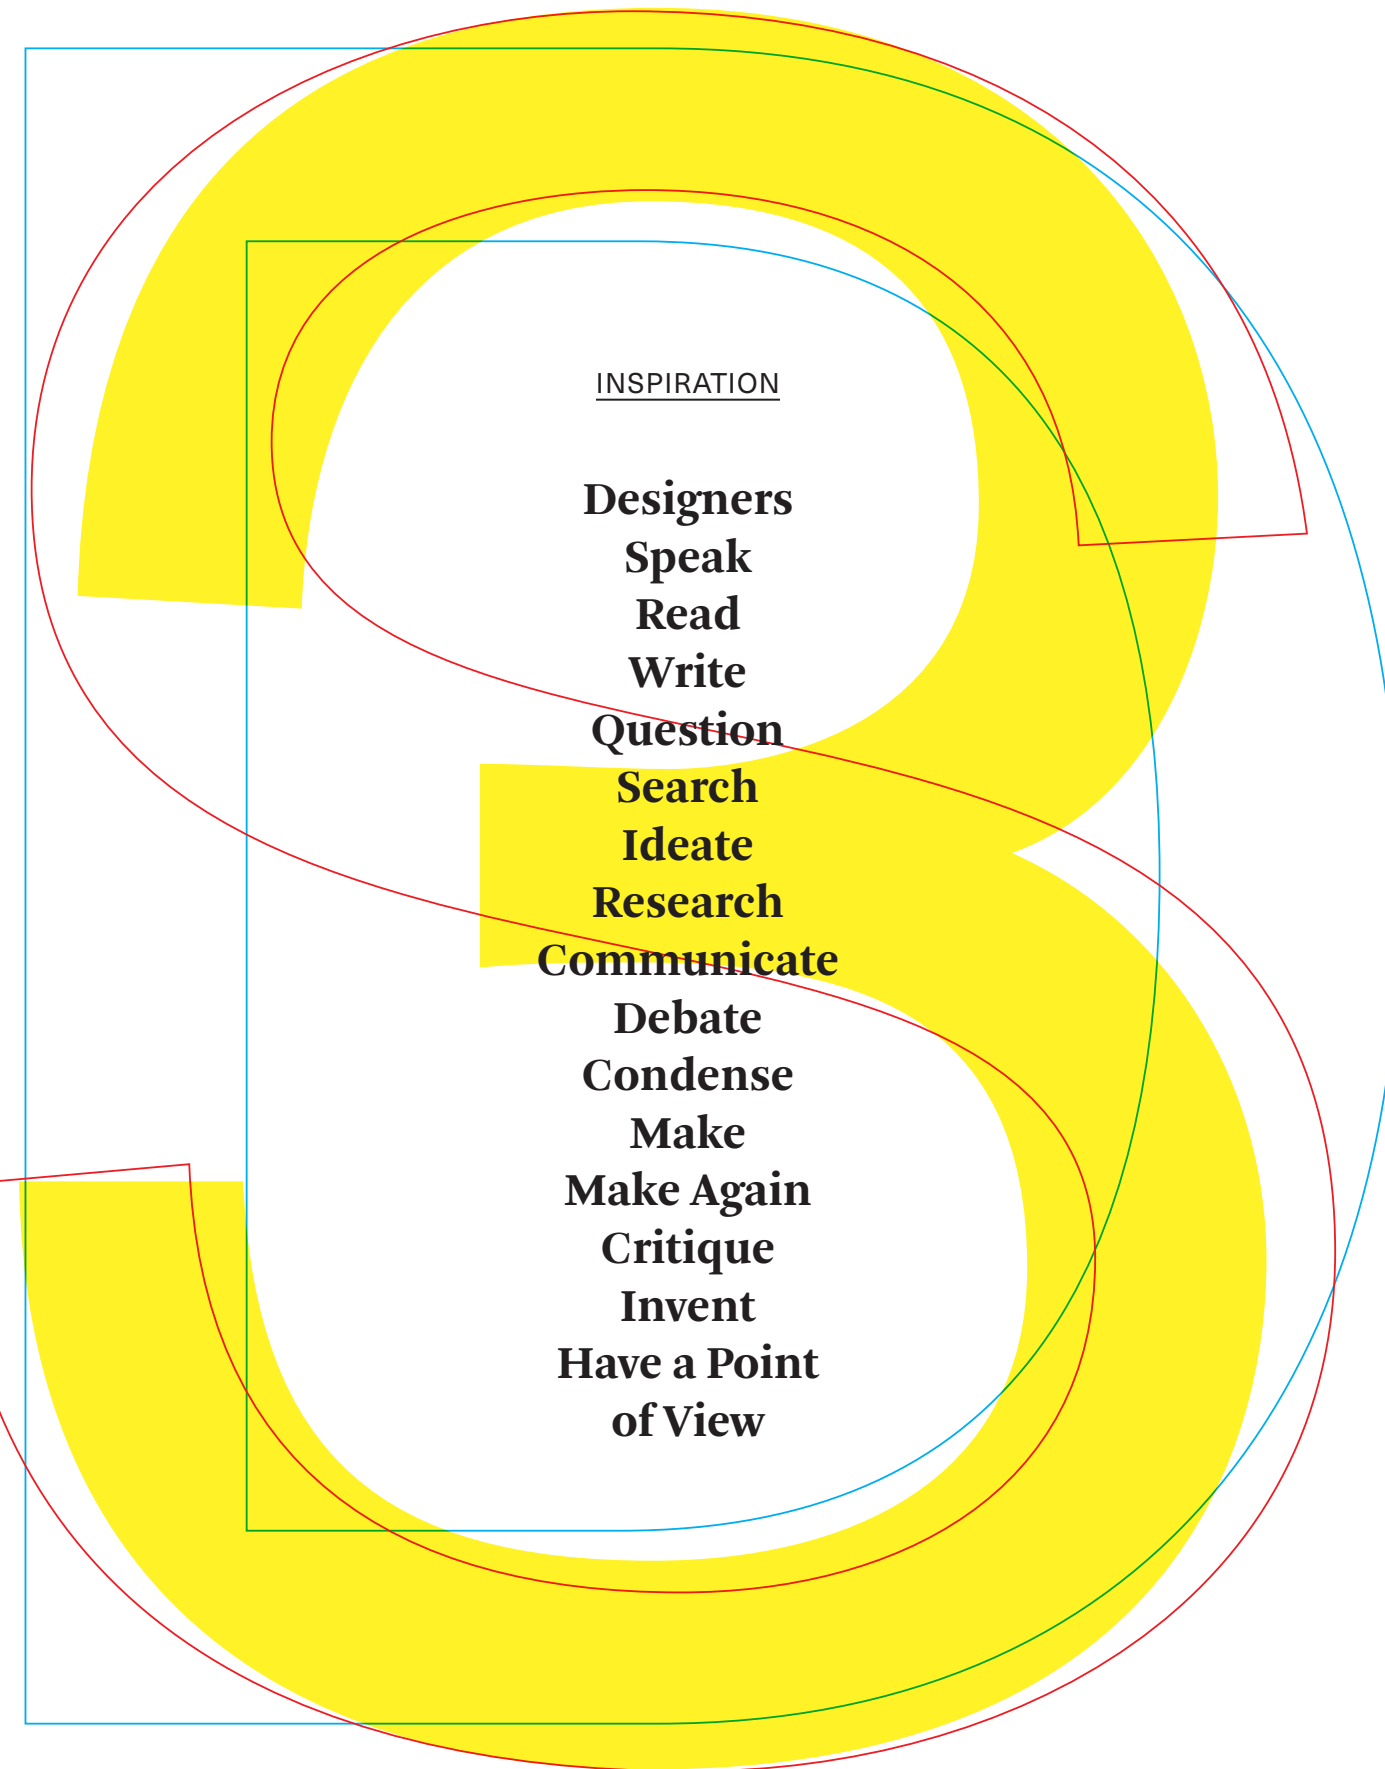 3
INSPIRATION
Designers
Speak
Read
Write
Question
Search
Ideate
Research
Communicate
Debate
Condense
Make
Make Again
Critique
Invent
Have a Point
of View